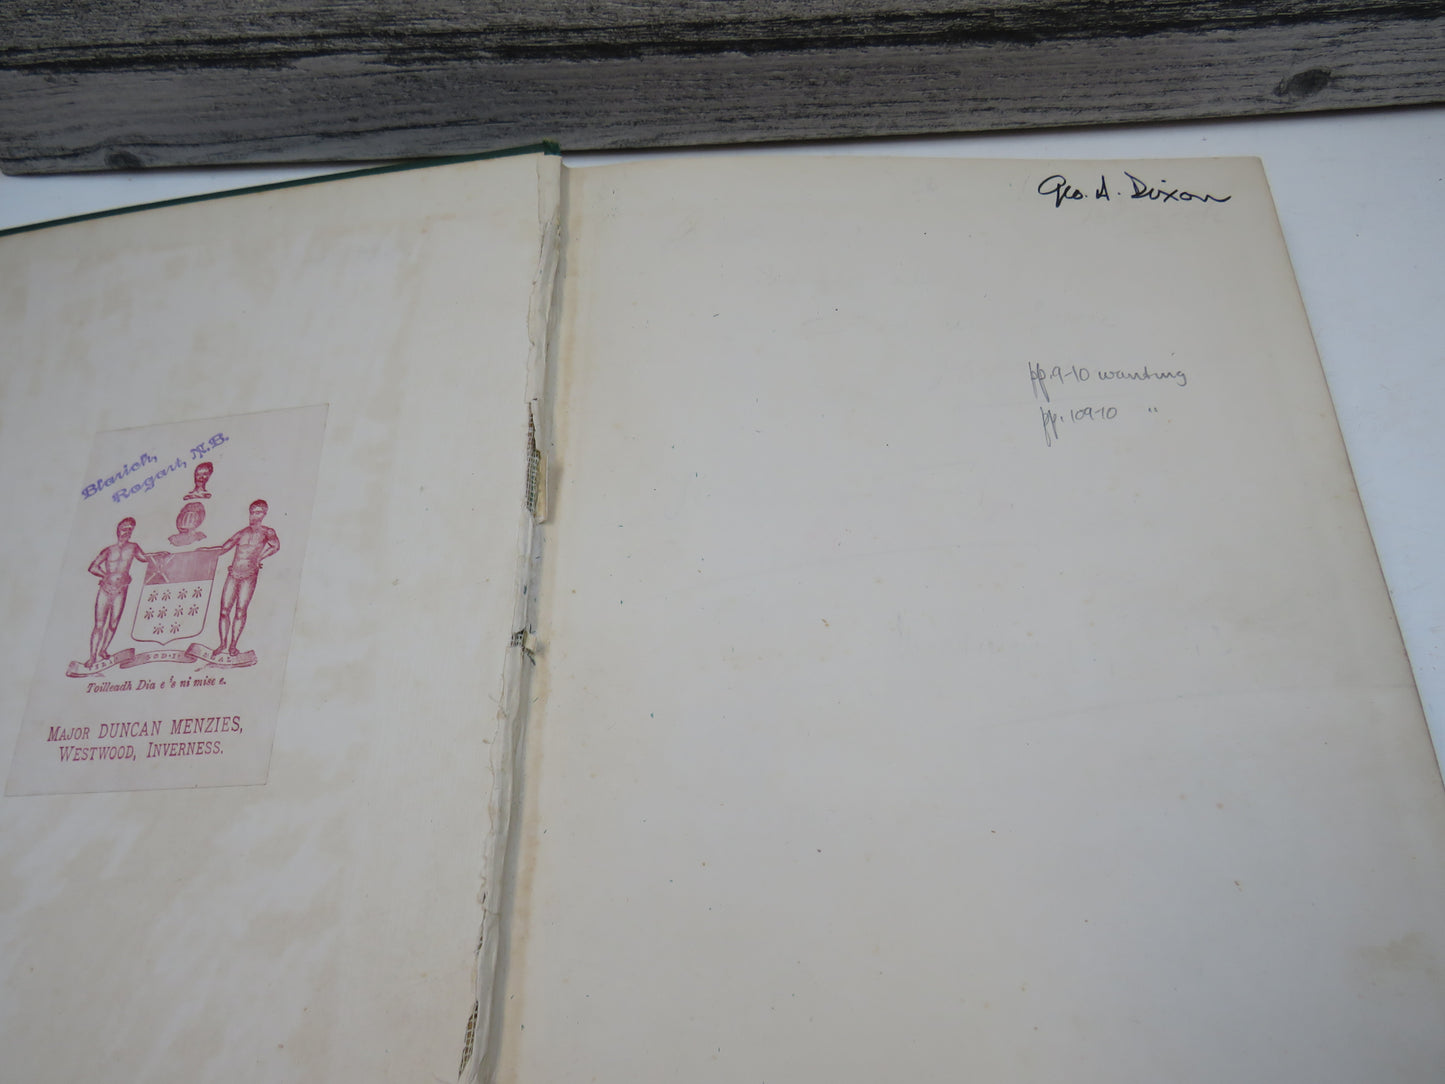 Blarich,
Rogart, N.B.
GOD I
Toilleadh Dia e 's ni mise e.
MAJOR DUNCAN MENZIES,
WESTWOOD, INVERNESS.
Geo. A. Dixon
pp. 9-10 wanting
pp. 109-10 "